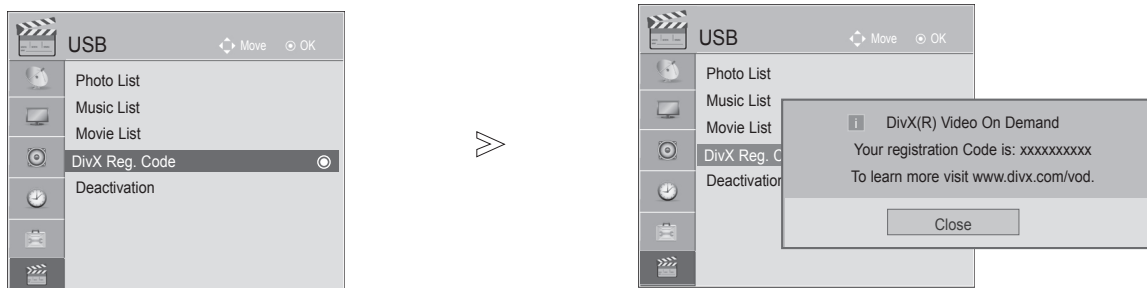 USB
Move OK
Photo List
Music List
Movie List
DivX Reg. Code
Deactivation
USB
Move OK
Photo List
Music List
Movie List
DivX Reg. C
Deactivation
i DivX(R) Video On Demand
Your registration Code is: xxxxxxxxxx
To learn more visit www.divx.com/vod.
Close